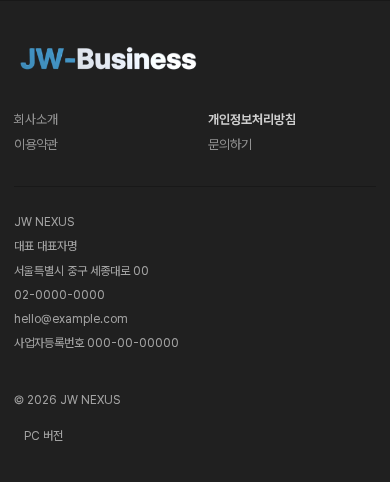 JW-Business
회사소개
개인정보처리방침
이용약관
문의하기
JW NEXUS
대표 대표자명
서울특별시 중구 세종대로 00
02-0000-0000
hello@example.com
사업자등록번호 000-00-00000
© 2026 JW NEXUS
PC 버전